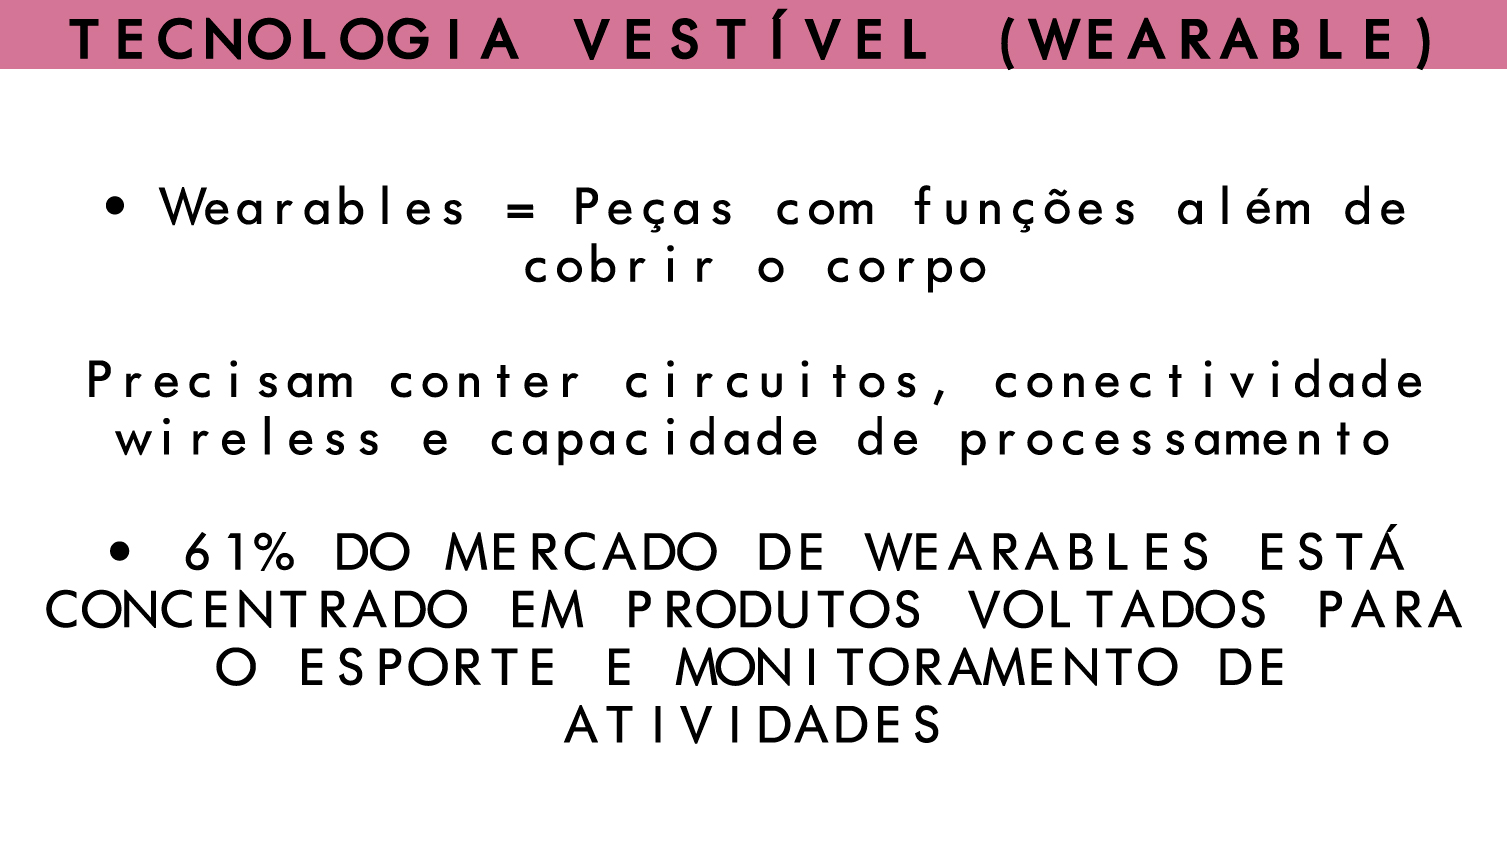 TECNOLOGIA VESTÍVEL (WEARABLE)
• Wearables = Peças com funções além de
cobrir o corpo
Precisam conter circuitos, conectividade
wireless e capacidade de processamento
• 61% DO MERCADO DE WEARABLES ESTÁ
CONCENTRADO EM PRODUTOS VOLTADOS PARA
O ESPORTE E MONITORAMENTO DE
ATIVIDADES